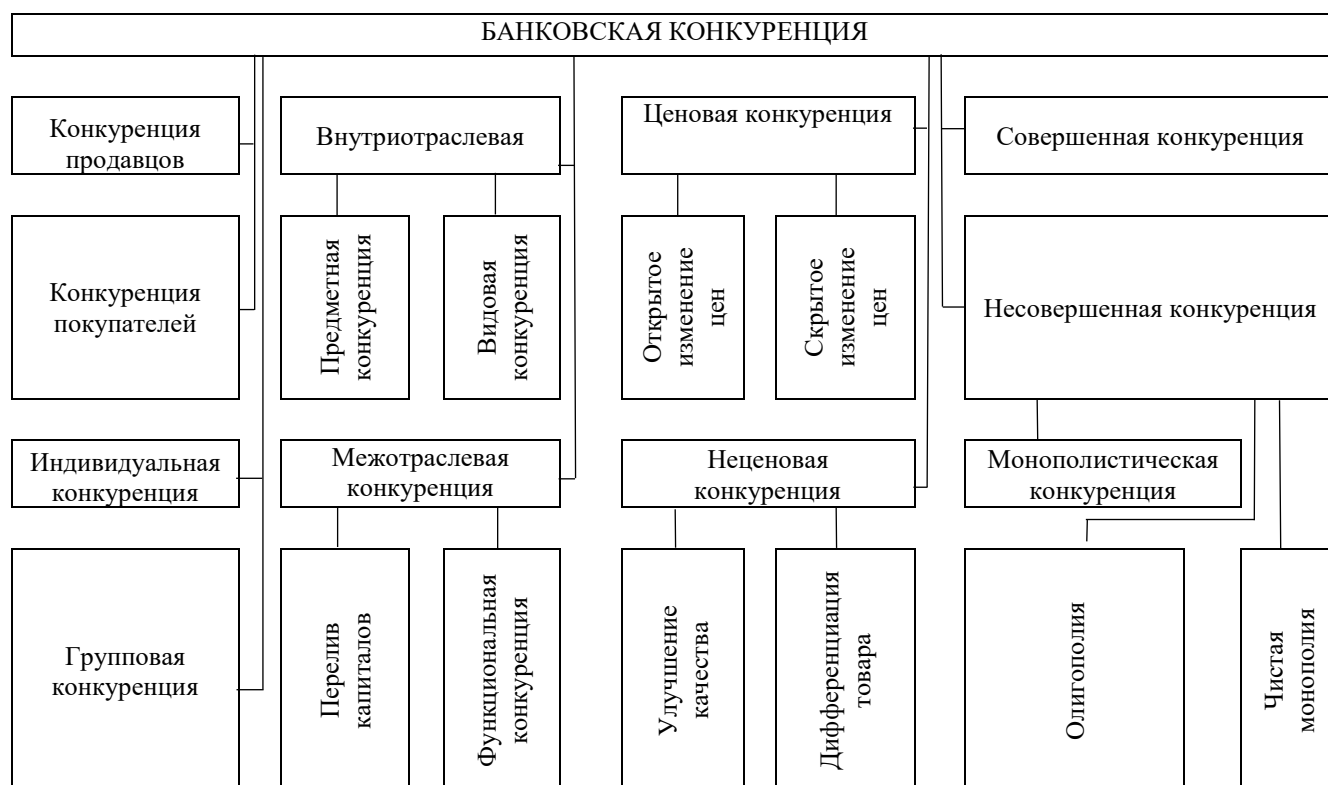 БАНКОВСКАЯ КОНКУРЕНЦИЯ
Конкуренция
продавцов
Внутриотраслевая
Ценовая конкуренция
Совершенная конкуренция
Конкуренция
покупателей
Предметная
конкуренция
Видовая
конкуренция
Открытое
изменение
цен
Скрытое
изменение
цен
Несовершенная конкуренция
Индивидуальная
конкуренция
Межотраслевая
конкуренция
Неценовая
конкуренция
Монополистическая
конкуренция
Групповая
конкуренция
Перелив
капиталов
Функциональная
конкуренция
Улучшение
качества
Дифференциация
товара
Олигополия
Чистая
монополия